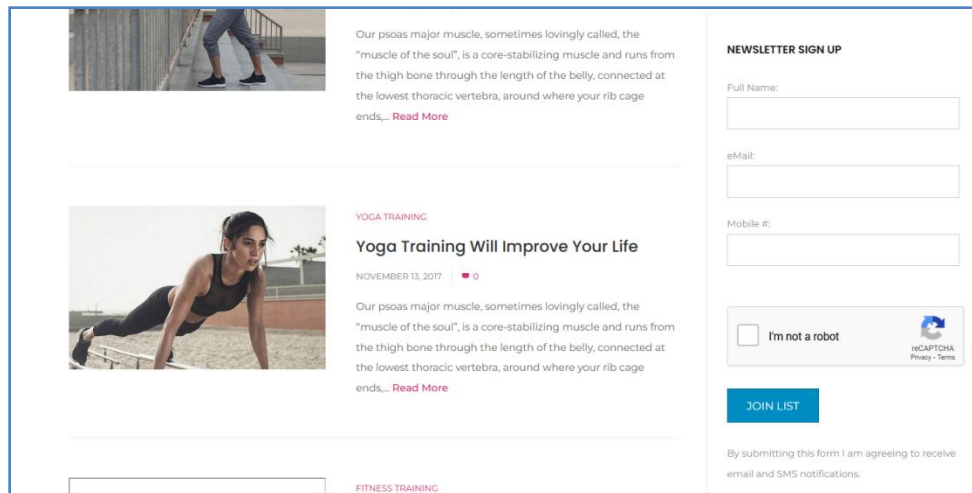 Our psoas major muscle, sometimes lovingly called, the
“muscle of the soul”, is a core-stabilizing muscle and runs from
the thigh bone through the length of the belly, connected at
the lowest thoracic vertebra, around where your rib cage
ends,... Read More
YOGA TRAINING
Yoga Training Will Improve Your Life
NOVEMBER 13, 2017 0
Our psoas major muscle, sometimes lovingly called, the
“muscle of the soul”, is a core-stabilizing muscle and runs from
the thigh bone through the length of the belly, connected at
the lowest thoracic vertebra, around where your rib cage
ends,... Read More
FITNESS TRAINING
NEWSLETTER SIGN UP
Full Name:
eMail:
Mobile #:
I'm not a robot
reCAPTCHA
Privacy - Terms
JOIN LIST
By submitting this form I am agreeing to receive
email and SMS notifications.